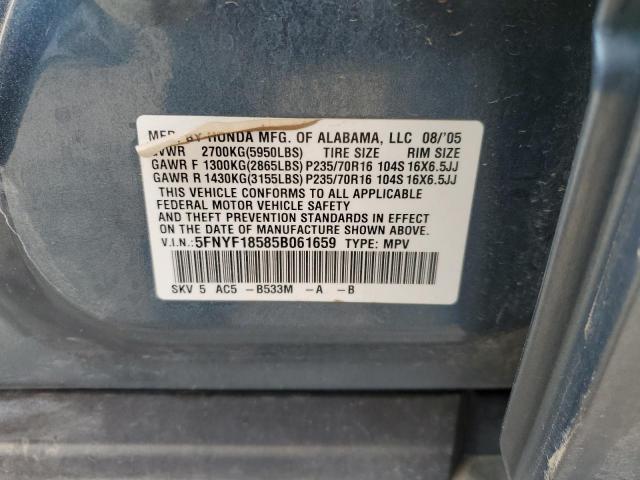 MFD. BY HONDA MFG. OF ALABAMA, LLC 08/'05
GVWR 2700KG(5950LBS) TIRE SIZE RIM SIZE
GAWR F 1300KG(2865LBS) P235/70R16 104S 16X6.5JJ
GAWR R 1430KG(3155LBS) P235/70R16 104S 16X6.5JJ
THIS VEHICLE CONFORMS TO ALL APPLICABLE
FEDERAL MOTOR VEHICLE SAFETY
AND THEFT PREVENTION STANDARDS IN EFFECT
ON THE DATE OF MANUFACTURE SHOWN ABOVE.
V.I.N.: 5FNYF18585B061659 TYPE: MPV
SKV 5 AC5 -B533M -A -B